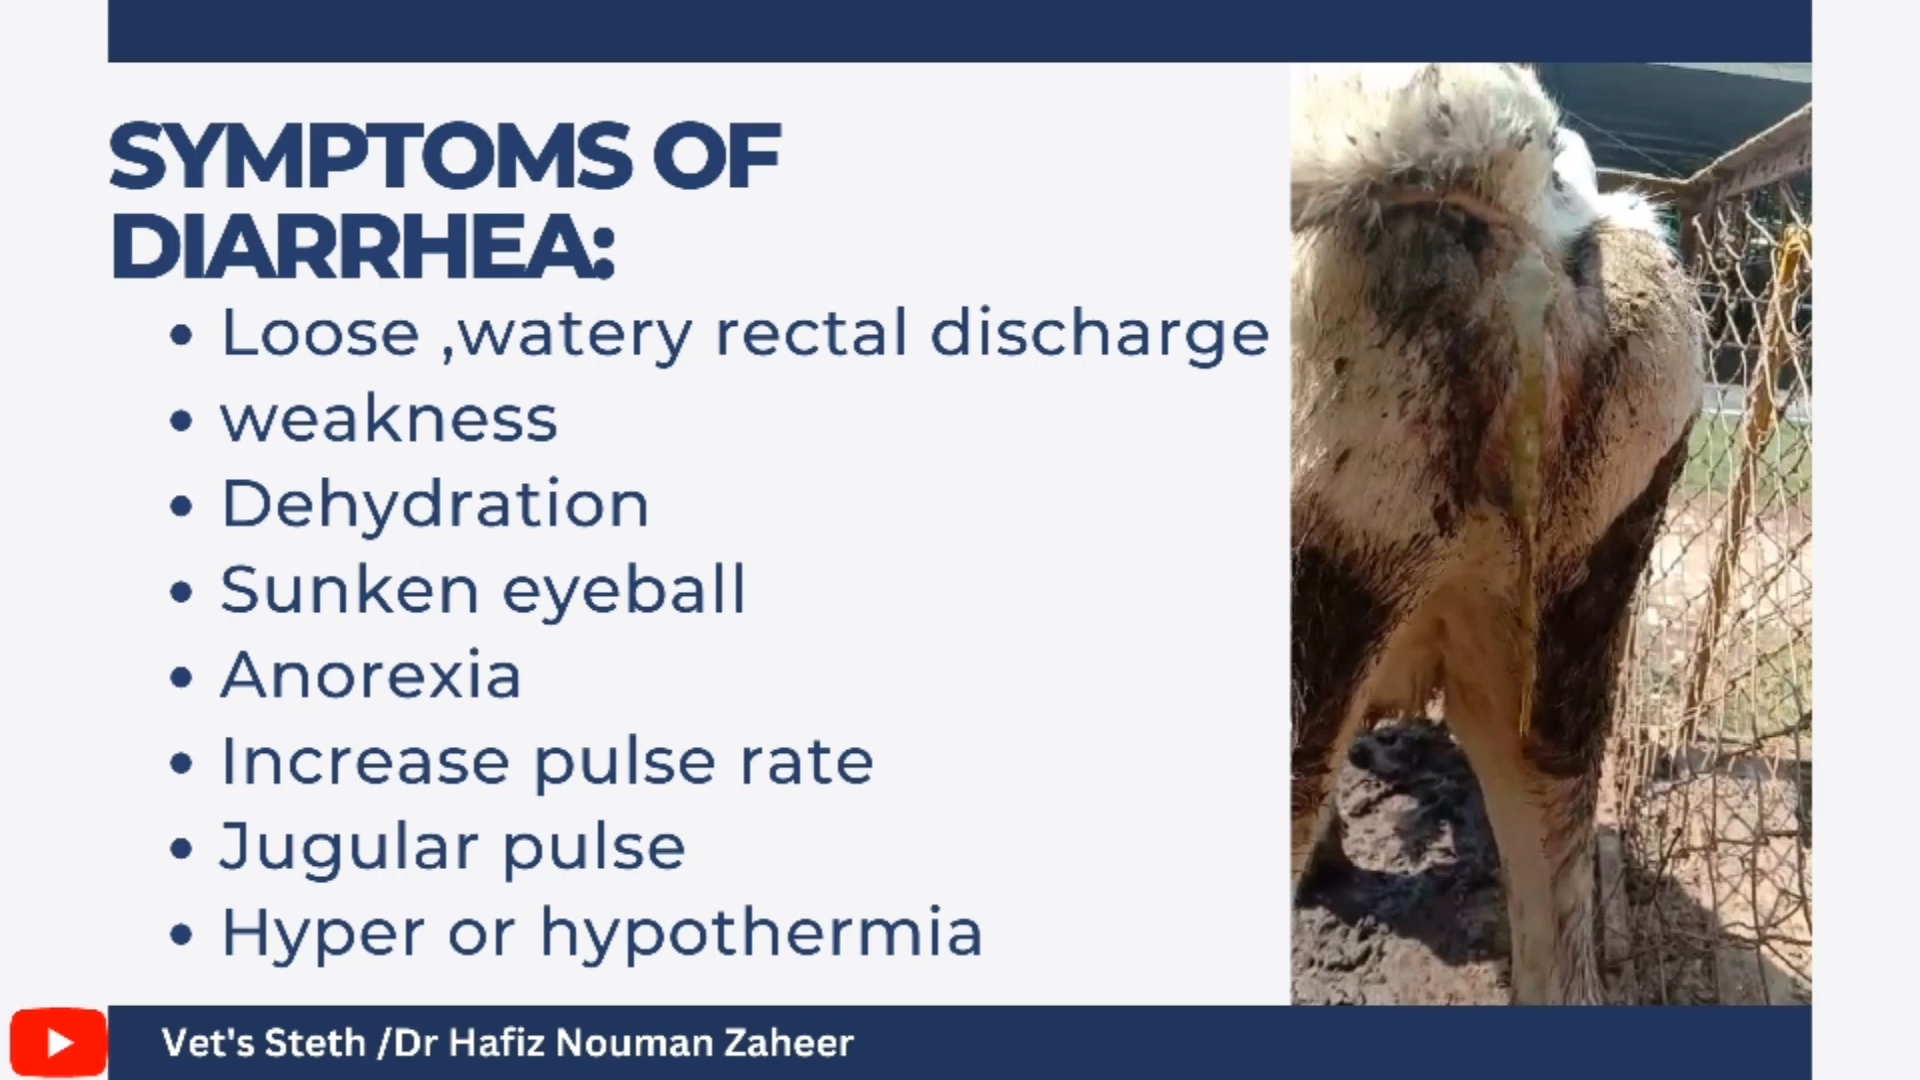 SYMPTOMS OF
DIARRHEA:
• Loose ,watery rectal discharge
• weakness
• Dehydration
• Sunken eyeball
• Anorexia
• Increase pulse rate
• Jugular pulse
• Hyper or hypothermia
Vet's Steth /Dr Hafiz Nouman Zaheer